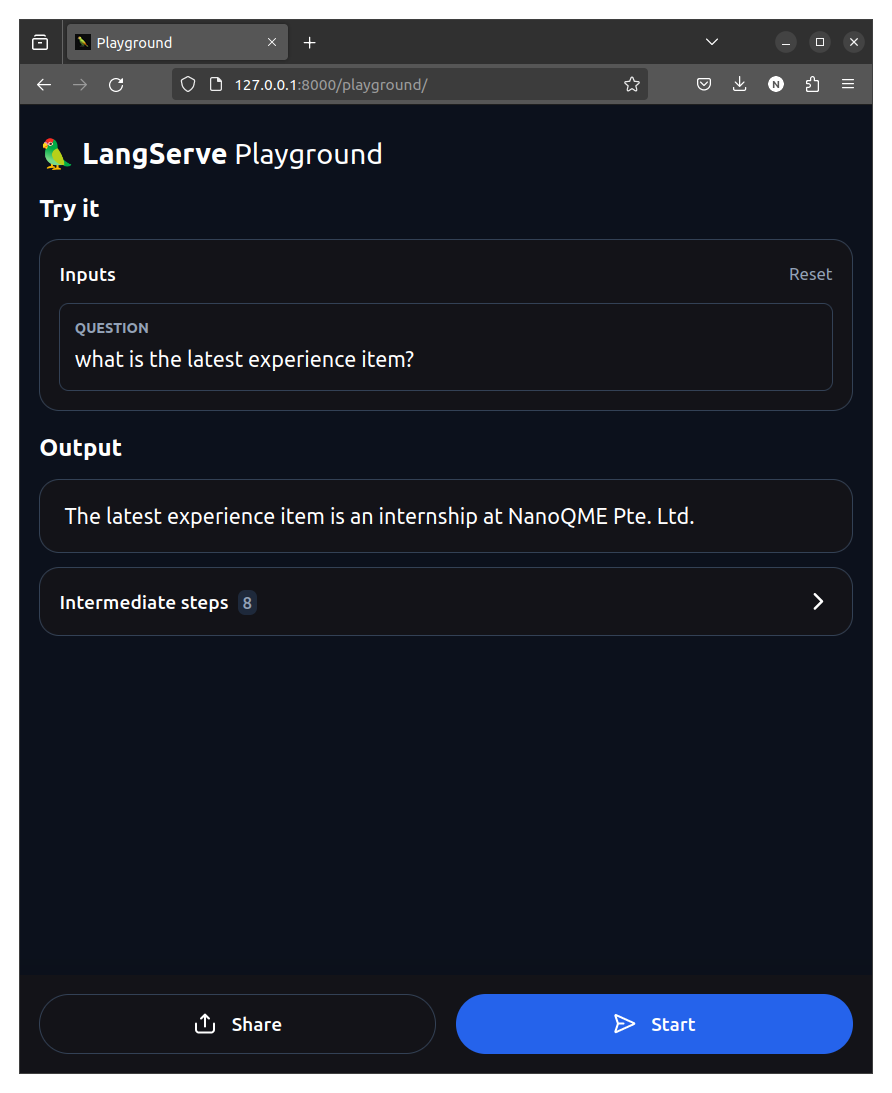 Playground
127.0.0.1:8000/playground/
N
LangServe Playground
Try it
Inputs
Reset
QUESTION
what is the latest experience item?
Output
The latest experience item is an internship at NanoQME Pte. Ltd.
Intermediate steps 8
Share
Start